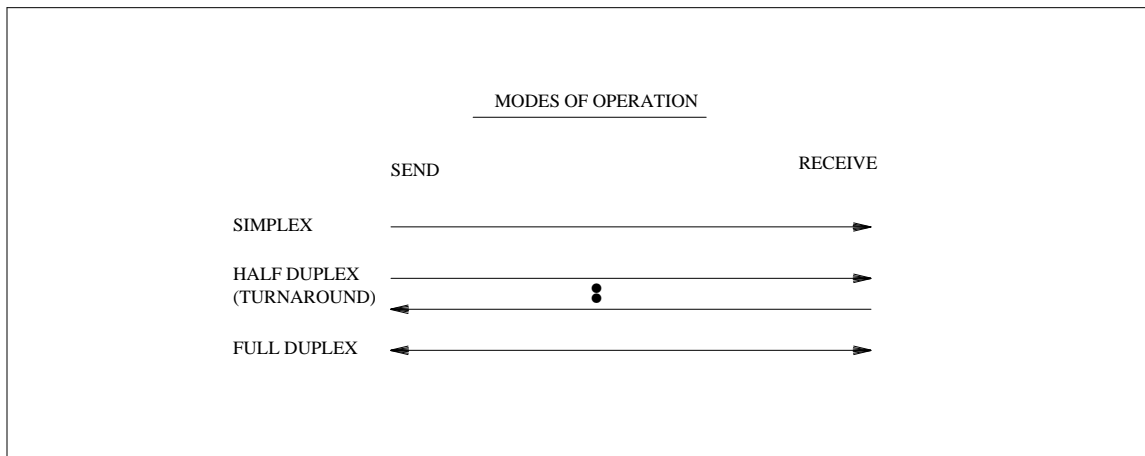 MODES OF OPERATION
SEND
RECEIVE
SIMPLEX
HALF DUPLEX
(TURNAROUND)
FULL DUPLEX